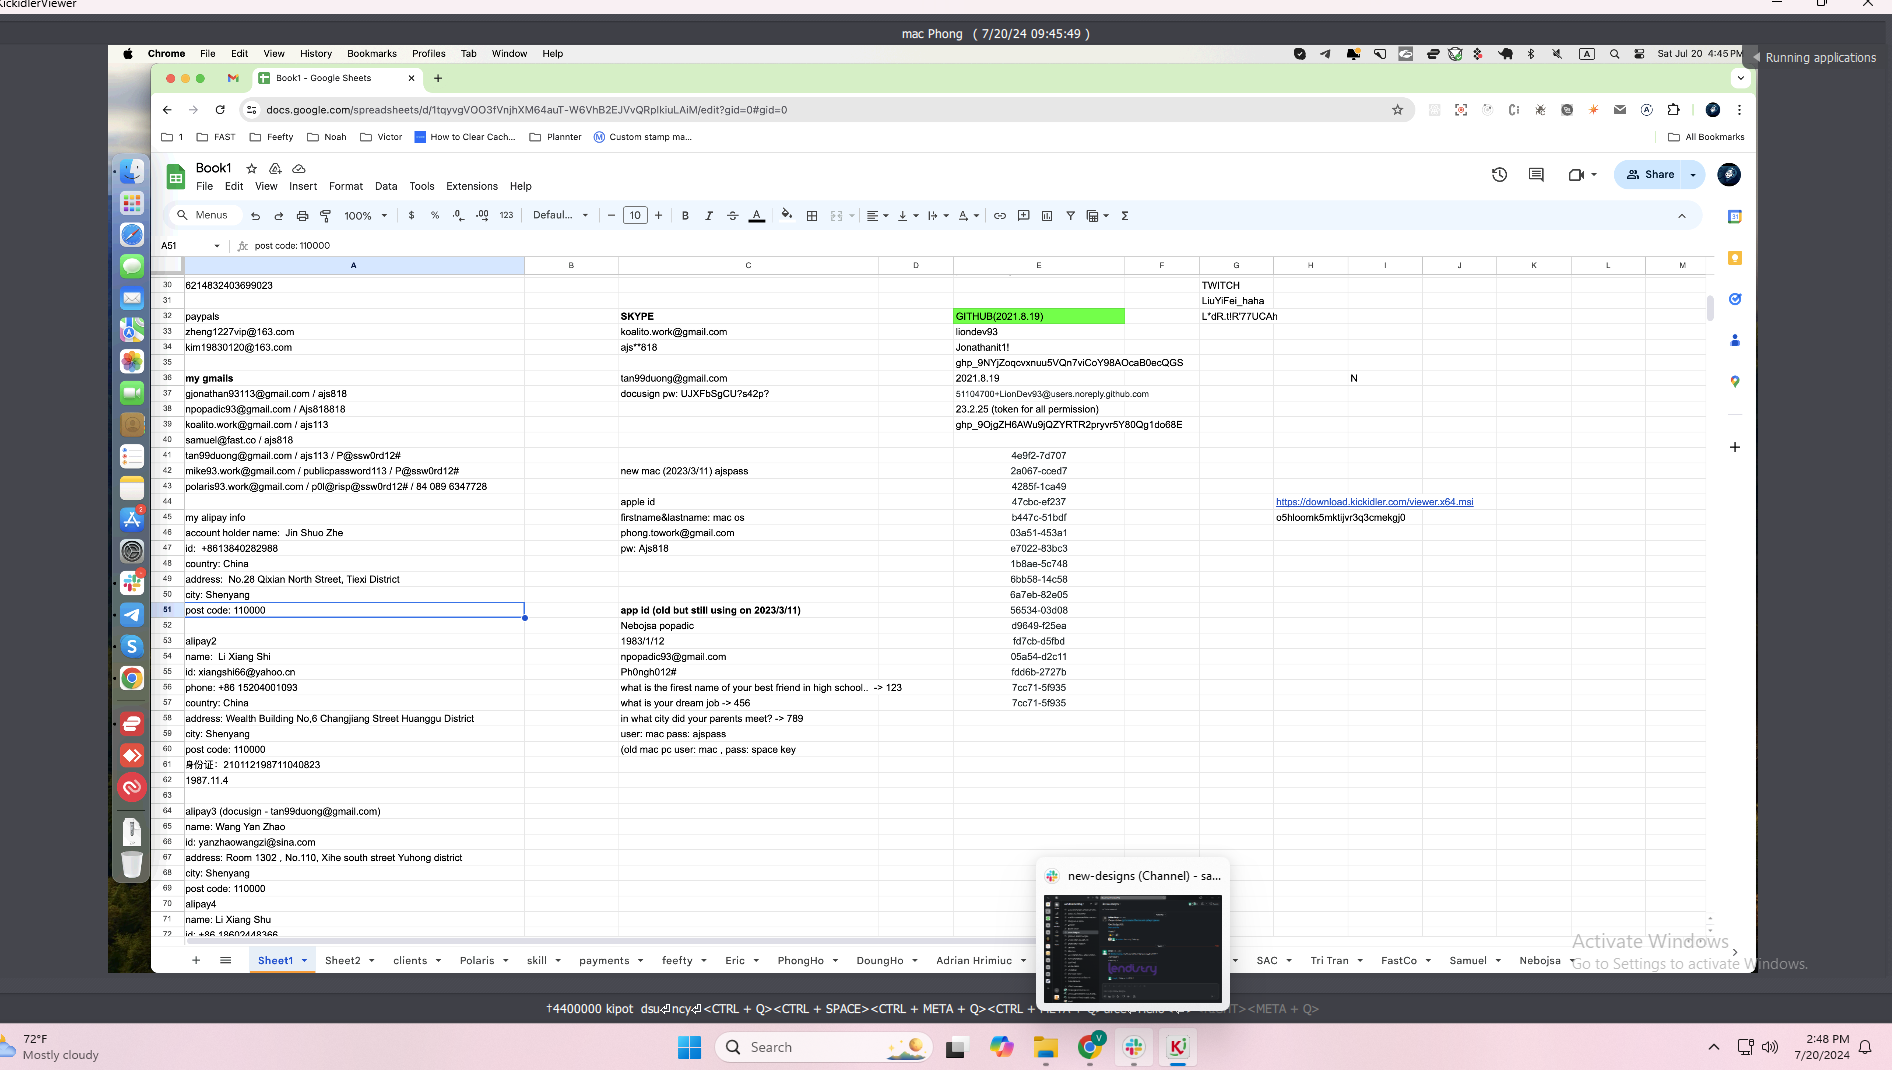 KickidlerViewer
mac Phong ( 7/20/24 09:45:49 )
Running applications
Chrome File Edit View History Bookmarks Profiles Tab Window Help
A Sat Jul 20 4:45 PM
Book1 - Google Sheets
docs.google.com/spreadsheets/d/1tqyvgVOO3fVnjhXM64auT-W6VhB2EJVvQRpIkiuLAiM/edit?gid=0#gid=0
1 FAST Feefty Noah Victor How to Clear Cach... Plannter Custom stamp ma... All Bookmarks
Book1
File Edit View Insert Format Data Tools Extensions Help
Share
Menus 100% $ % .0 .00 123 Defaul... 10 B I
A51 post code: 110000
A B C D E F G H I J K L M
30 6214832403699023 TWITCH
31 LiuYiFei_haha
32 paypals SKYPE GITHUB(2021.8.19) L*dR.t!R'77UCAh
33 zheng1227vip@163.com koalito.work@gmail.com liondev93
34 kim19830120@163.com ajs**818 Jonathanit1!
35 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
36 my gmails tan99duong@gmail.com 2021.8.19 N
37 gjonathan93113@gmail.com / ajs818 docusign pw: UJXFbSgCU?s42p? 51104700+LionDev93@users.noreply.github.com
38 npopadic93@gmail.com / Ajs818818 23.2.25 (token for all permission)
39 koalito.work@gmail.com / ajs113 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
40 samuel@fast.co / ajs818
41 tan99duong@gmail.com / ajs113 / P@ssw0rd12# 4e9f2-7d707
42 mike93.work@gmail.com / publicpassword113 / P@ssw0rd12# new mac (2023/3/11) ajspass 2a067-cced7
43 polaris93.work@gmail.com / p0l@risp@ssw0rd12# / 84 089 6347728 4285f-1ca49
44 apple id 47cbc-ef237 https://download.kickidler.com/viewer.x64.msi
45 my alipay info firstname&lastname: mac os b447c-51bdf o5hloomk5mktijvr3q3cmekgj0
46 account holder name: Jin Shuo Zhe phong.towork@gmail.com 03a51-453a1
47 id: +8613840282988 pw: Ajs818 e7022-83bc3
48 country: China 1b8ae-5c748
49 address: No.28 Qixian North Street, Tiexi District 6bb58-14c58
50 city: Shenyang 6a7eb-82e05
51 post code: 110000 app id (old but still using on 2023/3/11) 56534-03d08
52 Nebojsa popadic d9649-f25ea
53 alipay2 1983/1/12 fd7cb-d5fbd
54 name: Li Xiang Shi npopadic93@gmail.com 05a54-d2c11
55 id: xiangshi66@yahoo.cn Ph0ngh012# fdd6b-2727b
56 phone: +86 15204001093 what is the firest name of your best friend in high school.. -> 123 7cc71-5f935
57 country: China what is your dream job -> 456 7cc71-5f935
58 address: Wealth Building No,6 Changjiang Street Huanggu District in what city did your parents meet? -> 789
59 city: Shenyang user: mac pass: ajspass
60 post code: 110000 (old mac pc user: mac , pass: space key
61 身份证：210112198711040823
62 1987.11.4
63
64 alipay3 (docusign - tan99duong@gmail.com)
65 name: Wang Yan Zhao
66 id: yanzhaowangzi@sina.com
67 address: Room 1302 , No.110, Xihe south street Yuhong district
68 city: Shenyang
69 post code: 110000
70 alipay4
71 name: Li Xiang Shu
72 id: +86 18602448366
new-designs (Channel) - sa...
Sheet1 Sheet2 clients Polaris skill payments feefty Eric PhongHo DoungHo Adrian Hrimiuc SAC Tri Tran FastCo Samuel Nebojsa
Activate Windows
Go to Settings to activate Windows.
†4400000 kipot dsu⏎ncy⏎<CTRL + Q><CTRL + SPACE><CTRL + META + Q><CTRL + META + Q><META + Q>
72°F
Mostly cloudy
Search
2:48 PM
7/20/2024